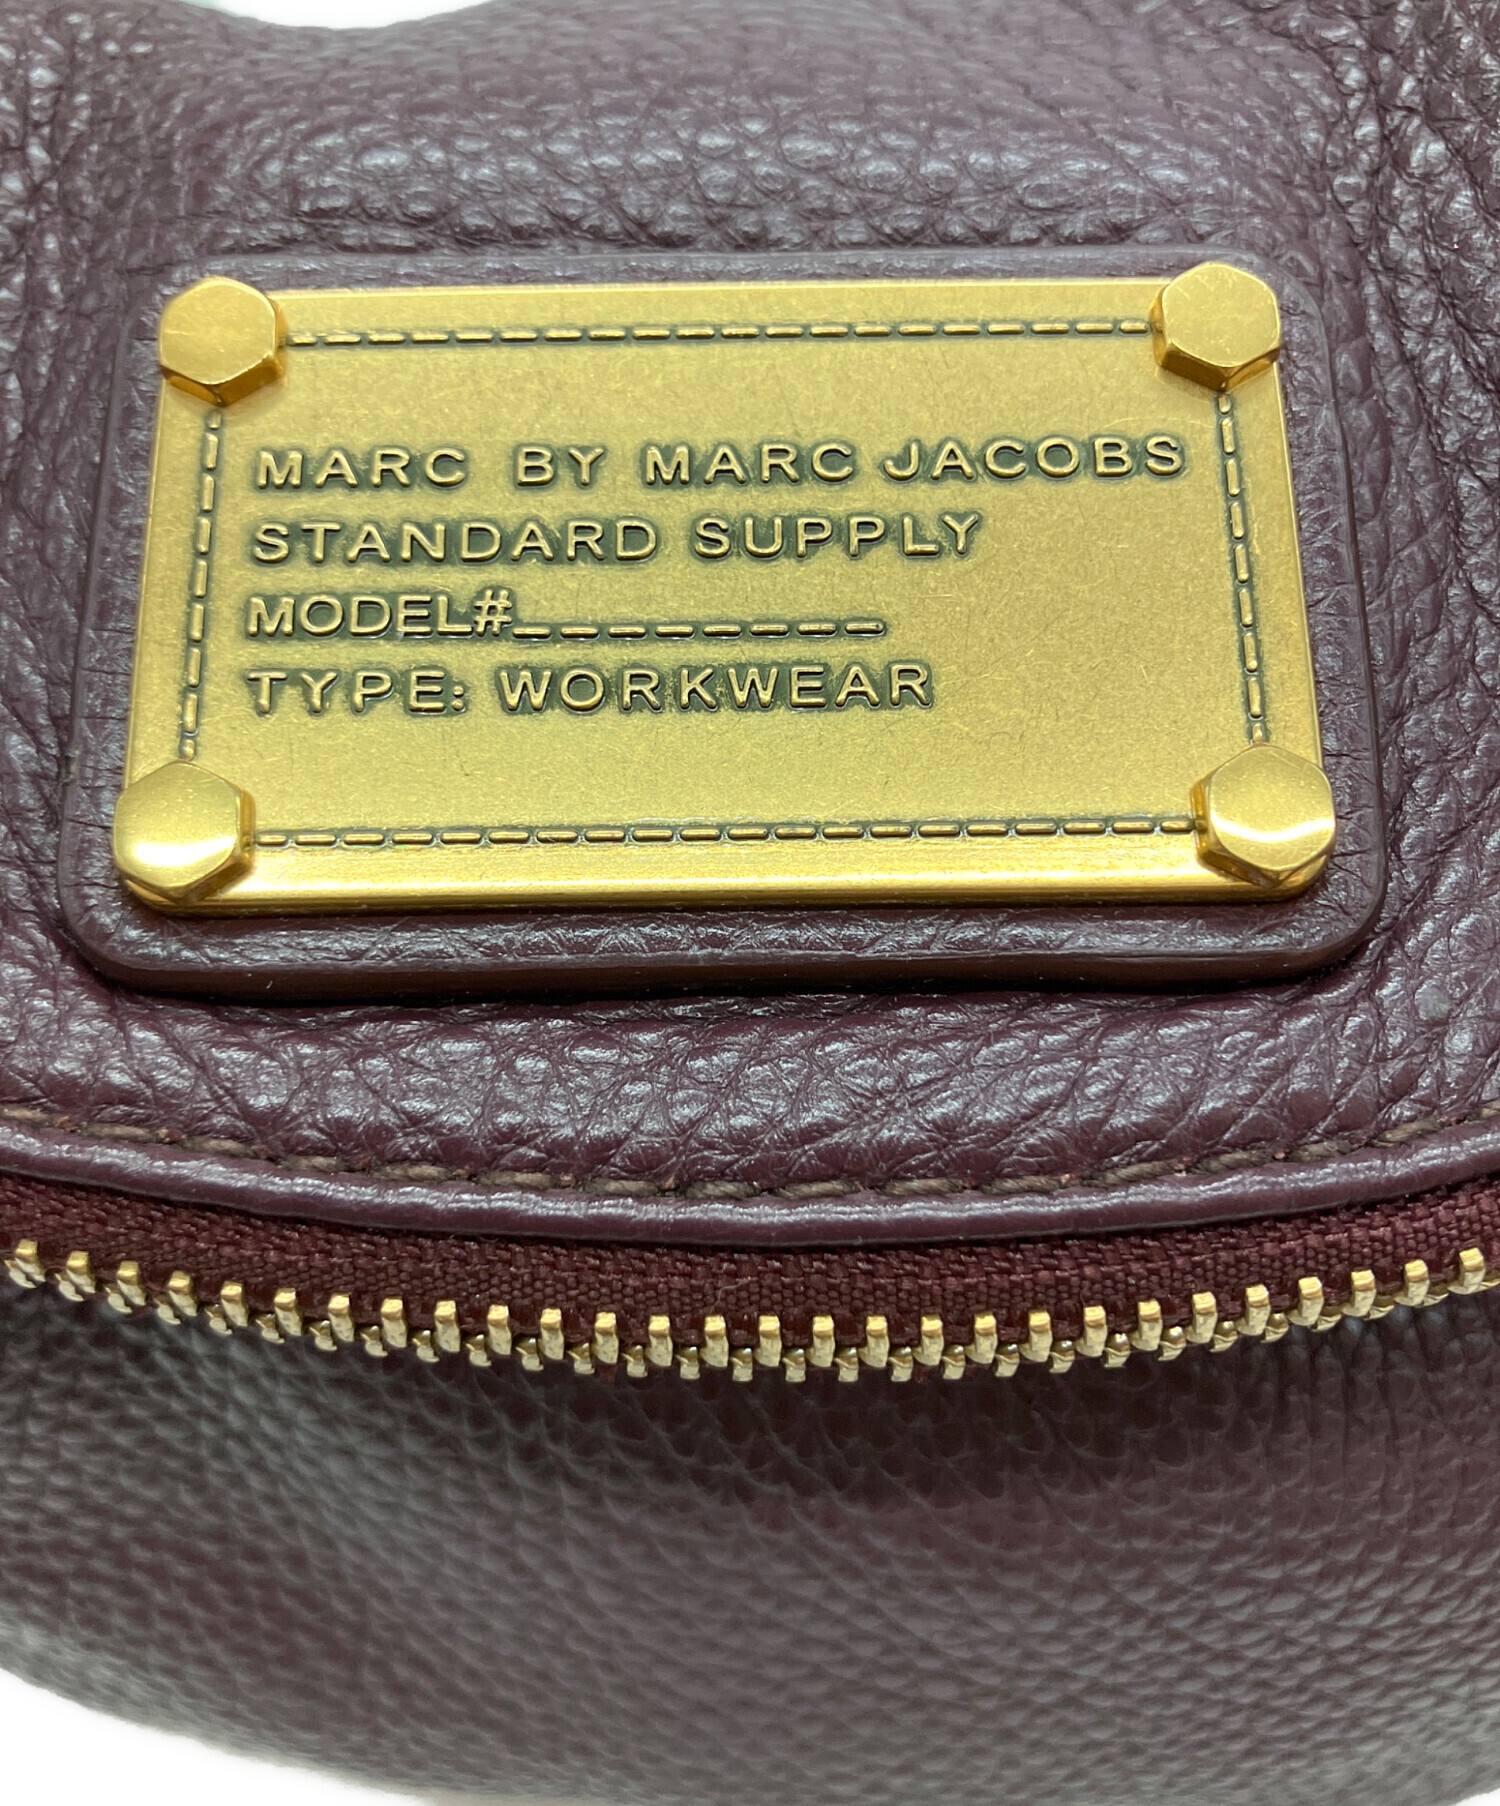 MARC BY MARC JACOBS
STANDARD SUPPLY
MODEL#_________
TYPE: WORKWEAR